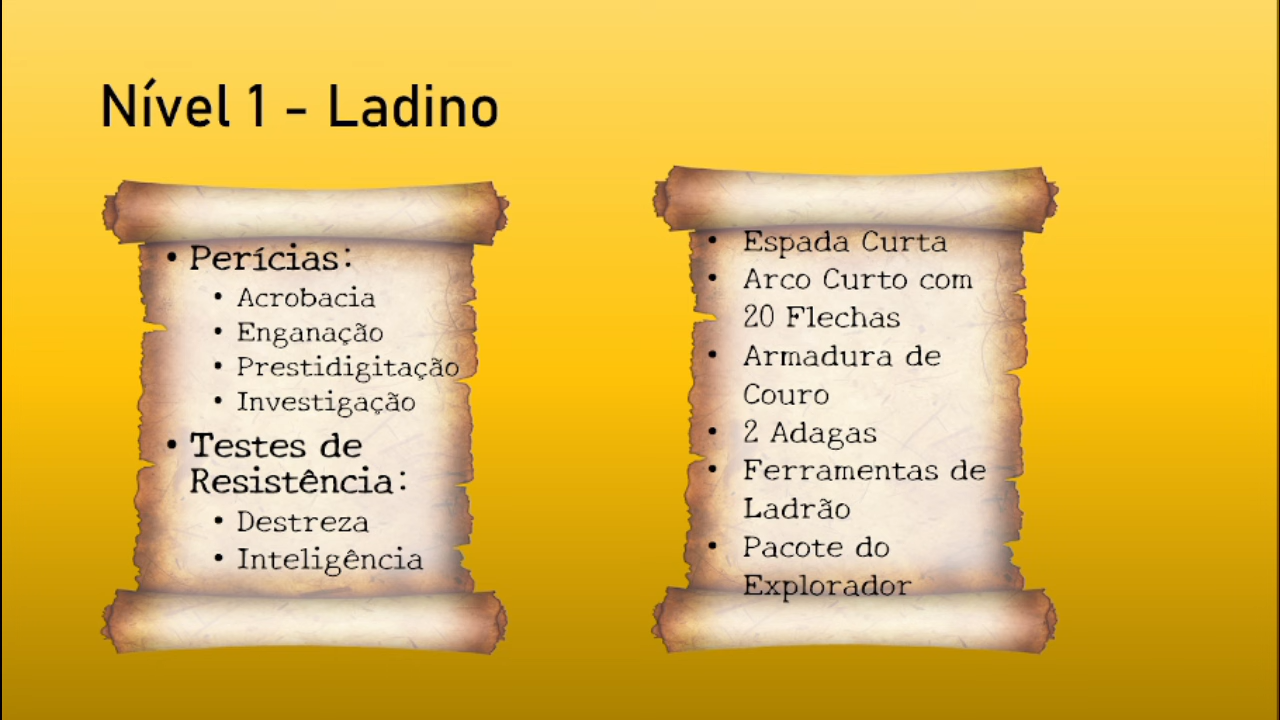 Nível 1 - Ladino
• Perícias:
• Acrobacia
• Enganação
• Prestidigitação
• Investigação
• Testes de
Resistência:
• Destreza
• Inteligência
• Espada Curta
• Arco Curto com
20 Flechas
• Armadura de
Couro
• 2 Adagas
• Ferramentas de
Ladrão
• Pacote do
Explorador